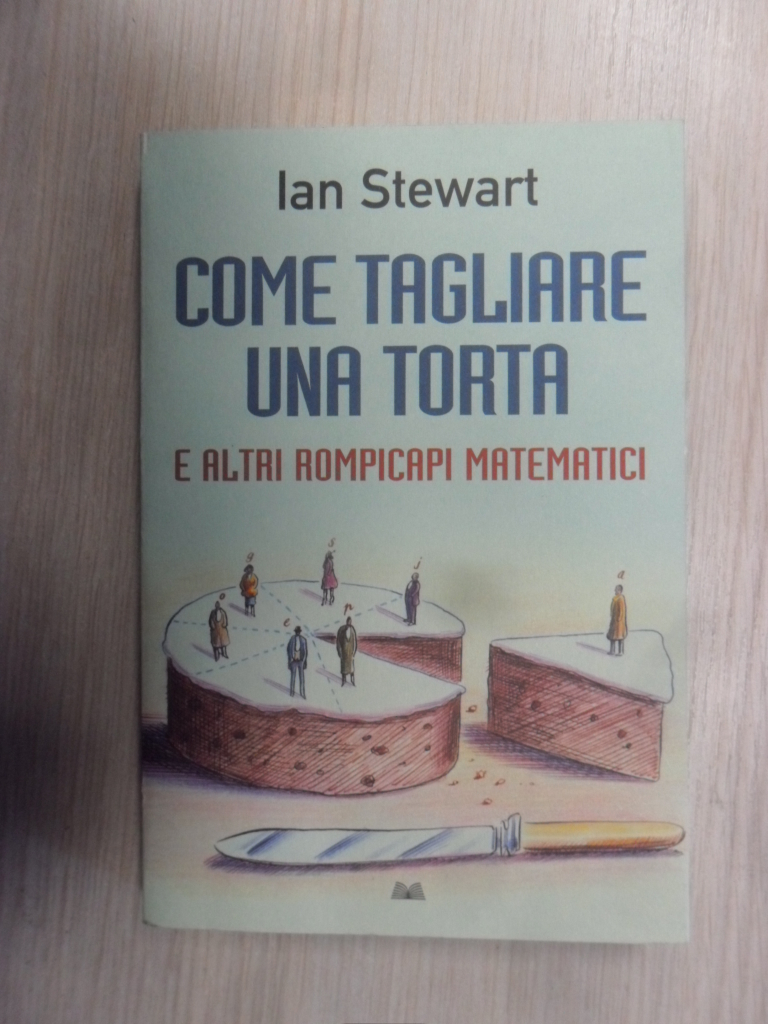 Ian Stewart
COME TAGLIARE
UNA TORTA
E ALTRI ROMPICAPI MATEMATICI